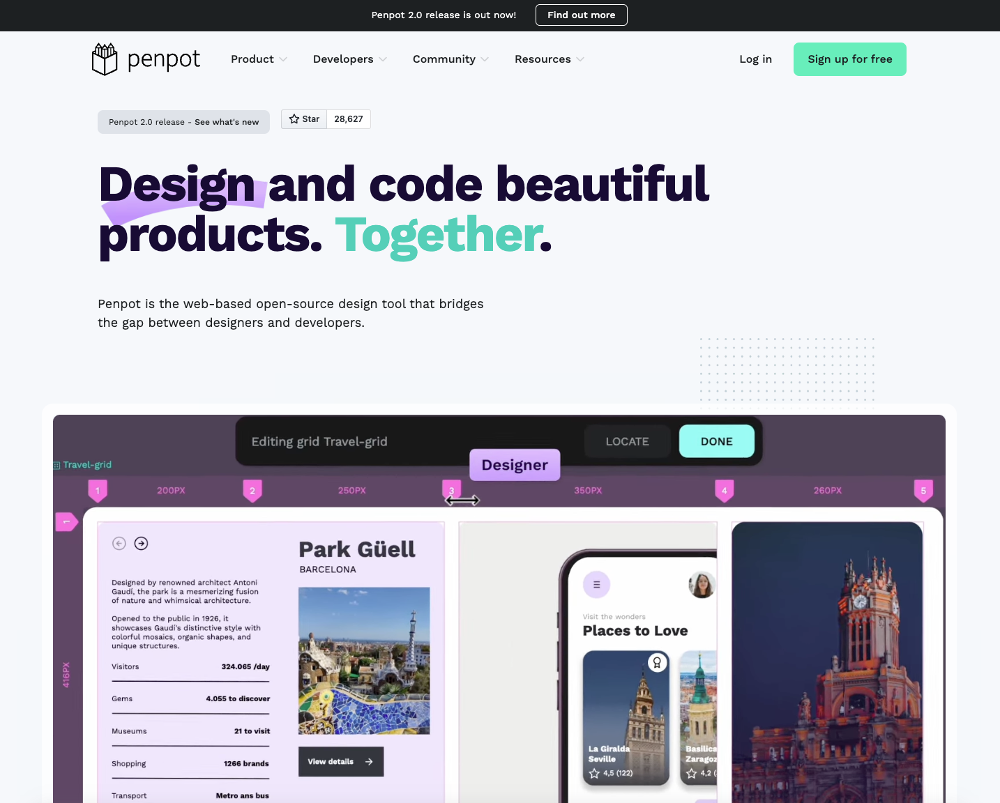 Penpot 2.0 release is out now!
Find out more
penpot
Product
Developers
Community
Resources
Log in
Sign up for free
Penpot 2.0 release - See what's new
Star
28,627
Design and code beautiful
products. Together.
Penpot is the web-based open-source design tool that bridges
the gap between designers and developers.
Editing grid Travel-grid
LOCATE
DONE
Designer
Travel-grid
1
200PX
2
250PX
3
350PX
4
260PX
5
1
416PX
Park Güell
BARCELONA
Designed by renowned architect Antoni
Gaudí, the park is a mesmerizing fusion
of nature and whimsical architecture.
Opened to the public in 1926, it
showcases Gaudí's distinctive style with
colorful mosaics, organic shapes, and
unique structures.
Visitors
324.065 /day
Gems
4.055 to discover
Museums
21 to visit
Shopping
1266 brands
Transport
Metro ans bus
View details
Visit the wonders
Places to Love
La Giralda
Seville
4,5 (122)
Basilica
Zaragoz
4,2 (